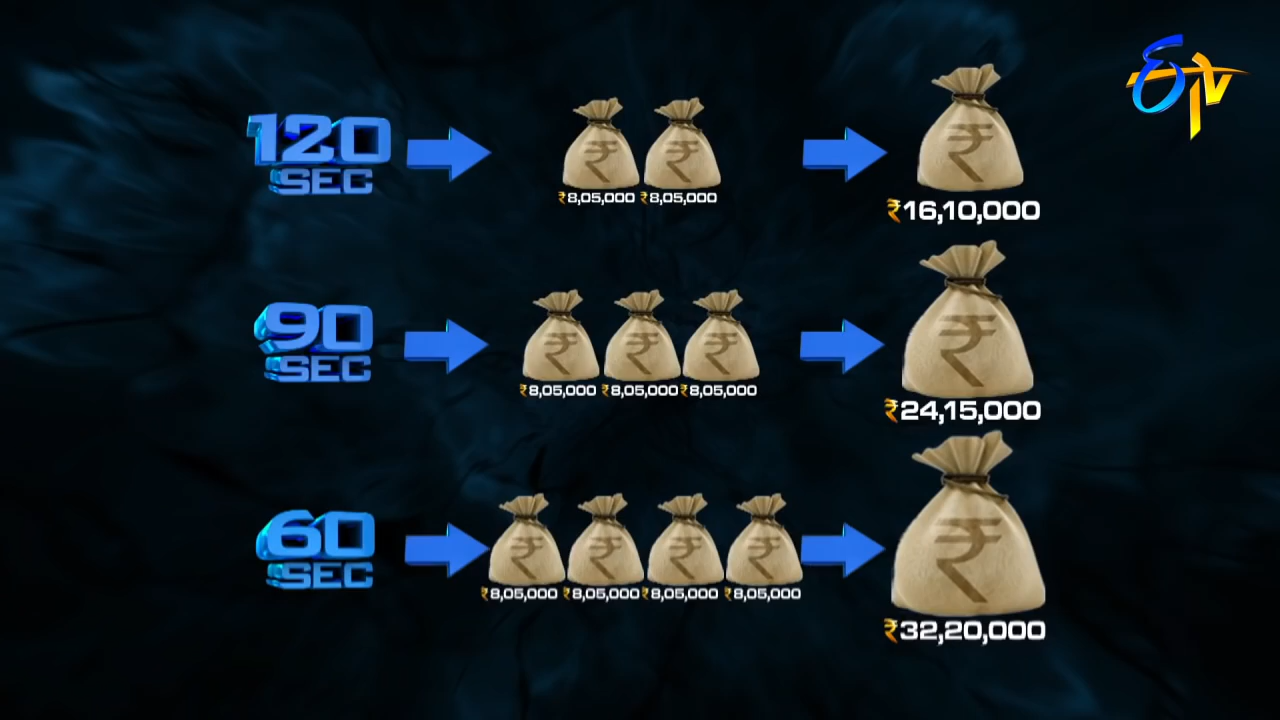 ఈTV
120
SEC
₹8,05,000 ₹8,05,000
₹16,10,000
90
SEC
₹8,05,000 ₹8,05,000 ₹8,05,000
₹24,15,000
60
SEC
₹8,05,000 ₹8,05,000 ₹8,05,000 ₹8,05,000
₹32,20,000